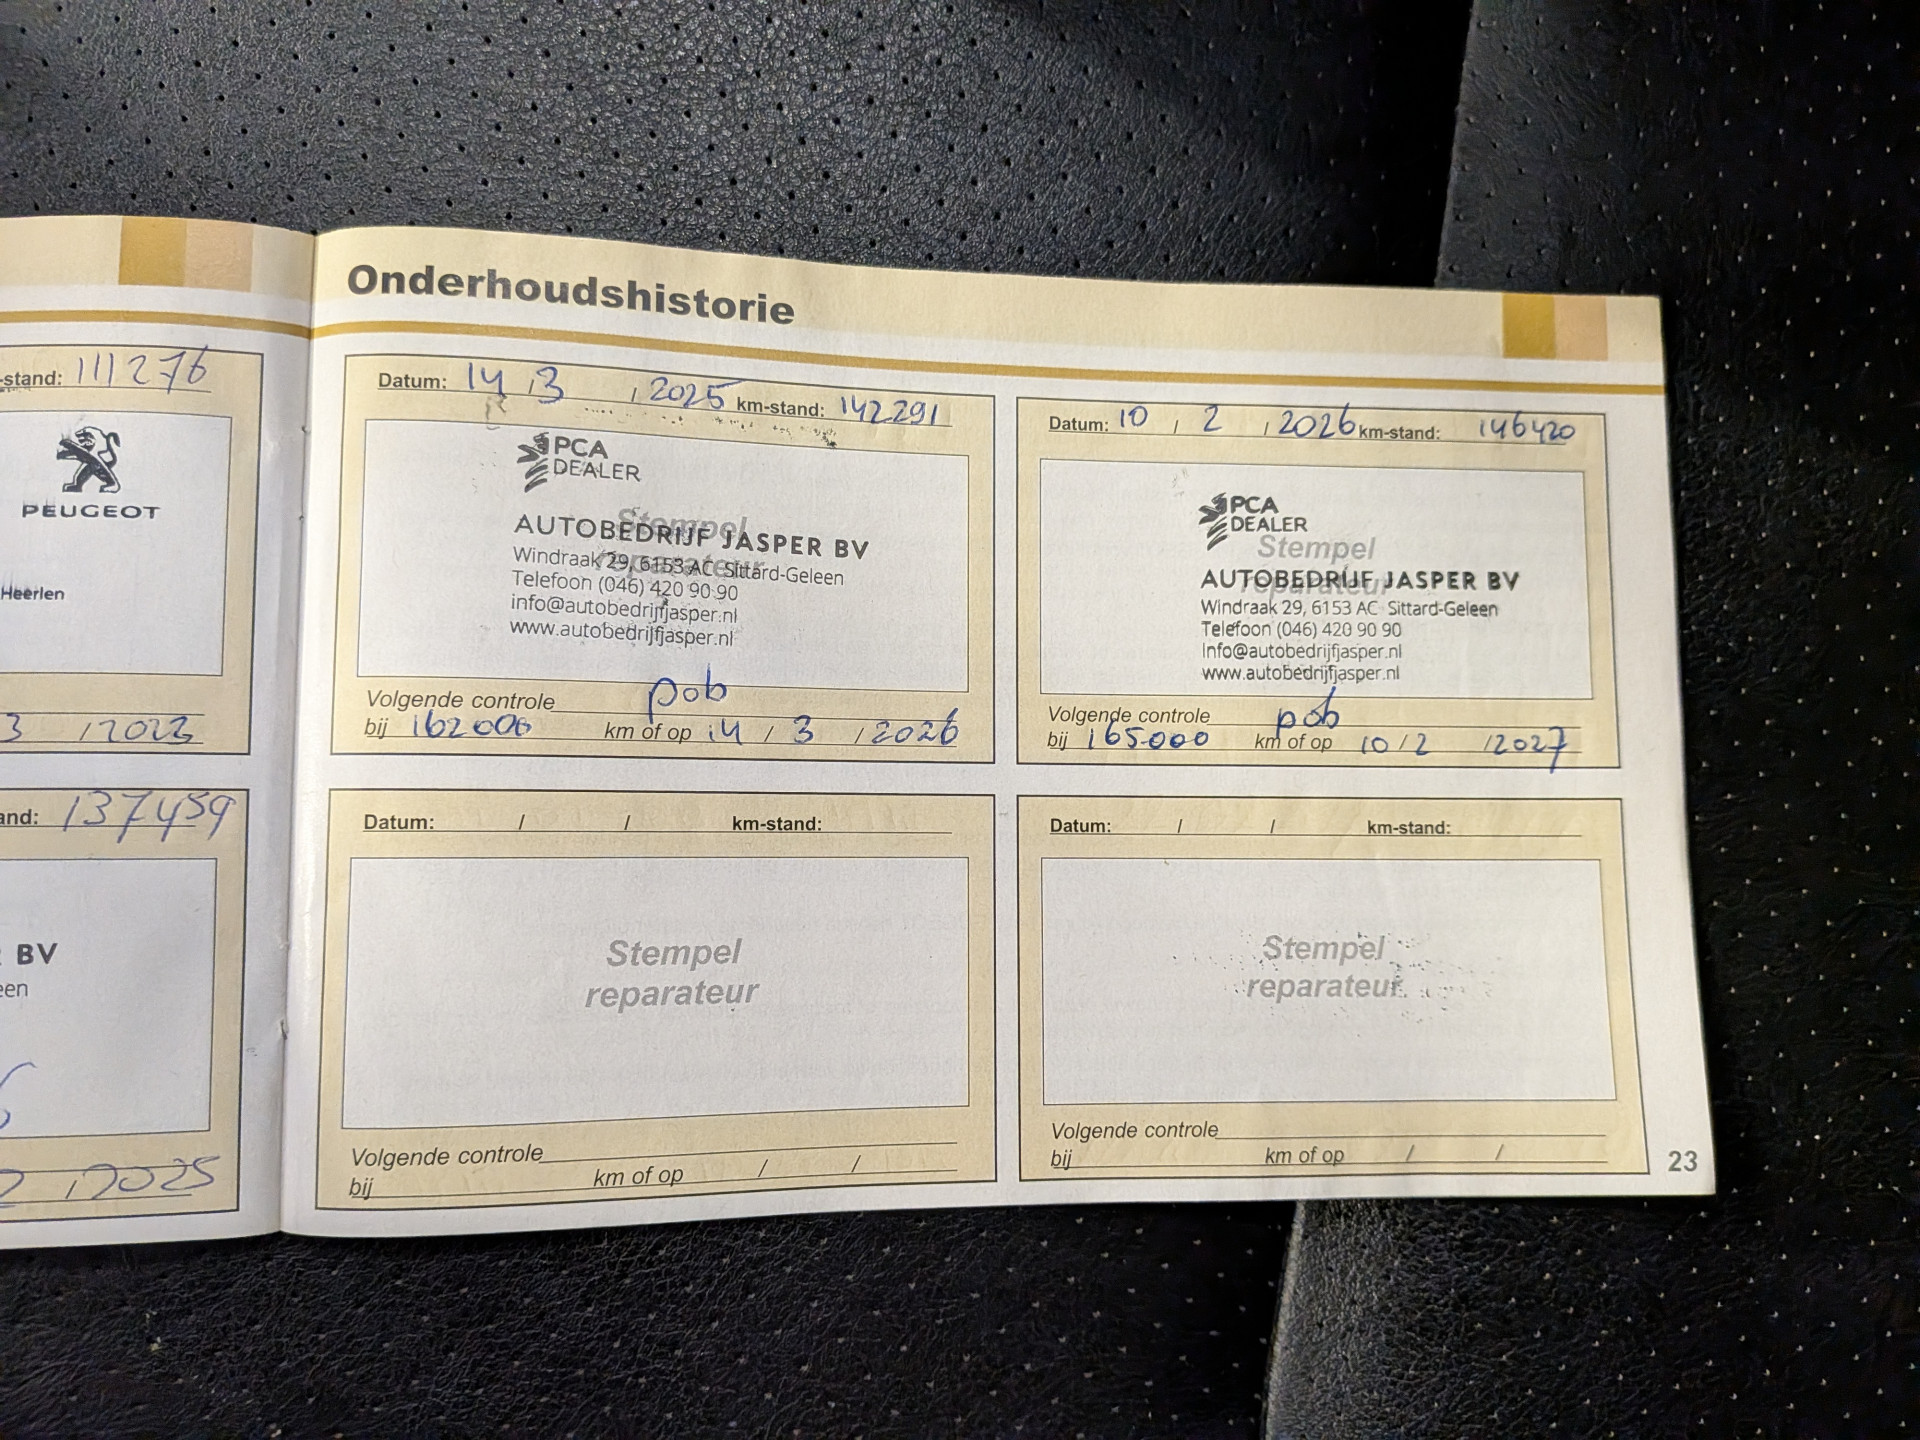 -stand: 111276
PEUGEOT
Heerlen
3 / 2023
and: 137459
BV
een
/ 2025
Onderhoudshistorie
Datum: 14 / 3 / 2025 km-stand: 142291
PCA
DEALER
Stempel
reparateur
AUTOBEDRIJF JASPER BV
Windraak 29, 6153 AC Sittard-Geleen
Telefoon (046) 420 90 90
info@autobedrijfjasper.nl
www.autobedrijfjasper.nl
Volgende controle pob
bij 162000 km of op 14 / 3 / 2026
Datum: 10 / 2 / 2026 km-stand: 146420
PCA
DEALER
Stempel
reparateur
AUTOBEDRIJF JASPER BV
Windraak 29, 6153 AC Sittard-Geleen
Telefoon (046) 420 90 90
info@autobedrijfjasper.nl
www.autobedrijfjasper.nl
Volgende controle pob
bij 165000 km of op 10 / 2 / 2027
Datum: / / km-stand:
Stempel
reparateur
Volgende controle
bij km of op / /
Datum: / / km-stand:
Stempel
reparateur
Volgende controle
bij km of op / /
23